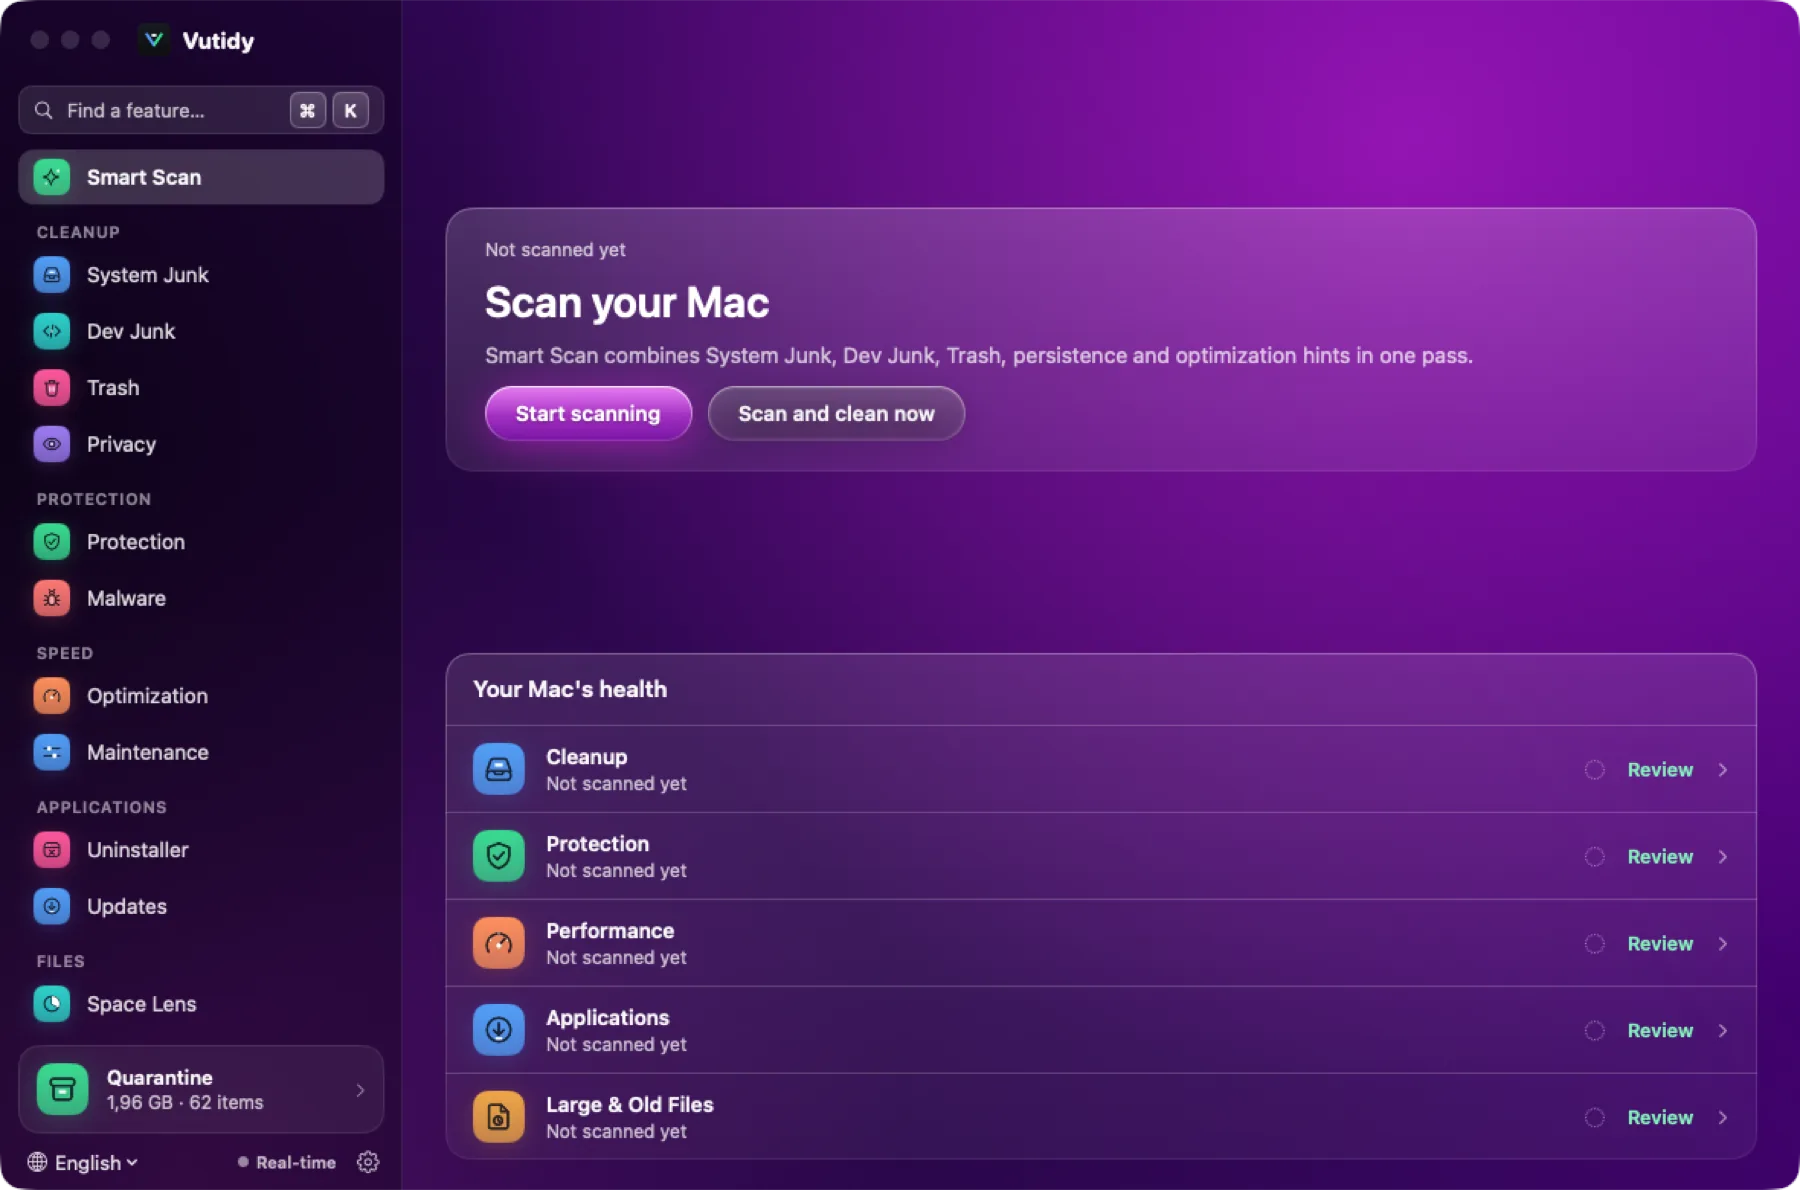 Vutidy
Find a feature...
⌘ K
Smart Scan
CLEANUP
System Junk
Dev Junk
Trash
Privacy
PROTECTION
Protection
Malware
SPEED
Optimization
Maintenance
APPLICATIONS
Uninstaller
Updates
FILES
Space Lens
Quarantine
1,96 GB · 62 items
English
Real-time
Not scanned yet
Scan your Mac
Smart Scan combines System Junk, Dev Junk, Trash, persistence and optimization hints in one pass.
Start scanning
Scan and clean now
Your Mac's health
Cleanup
Not scanned yet
Review
Protection
Not scanned yet
Review
Performance
Not scanned yet
Review
Applications
Not scanned yet
Review
Large & Old Files
Not scanned yet
Review